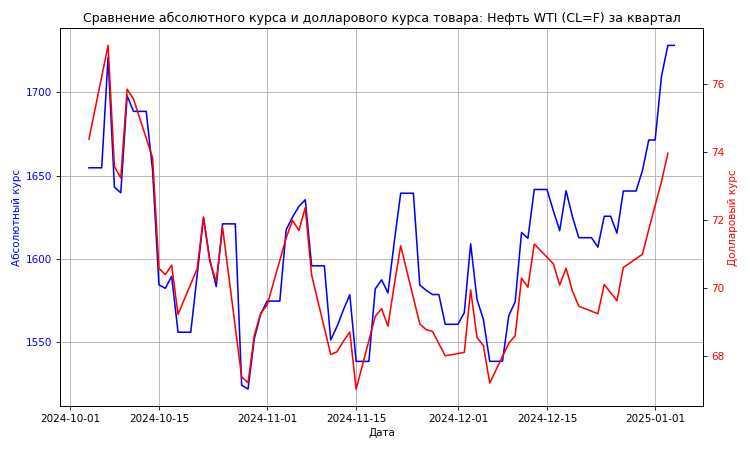 Сравнение абсолютного курса и долларового курса товара: Нефть WTI (CL=F) за квартал
Абсолютный курс
1700
1650
1600
1550
76
74
72
70
68
Долларовый курс
2024-10-01 2024-10-15 2024-11-01 2024-11-15 2024-12-01 2024-12-15 2025-01-01
Дата